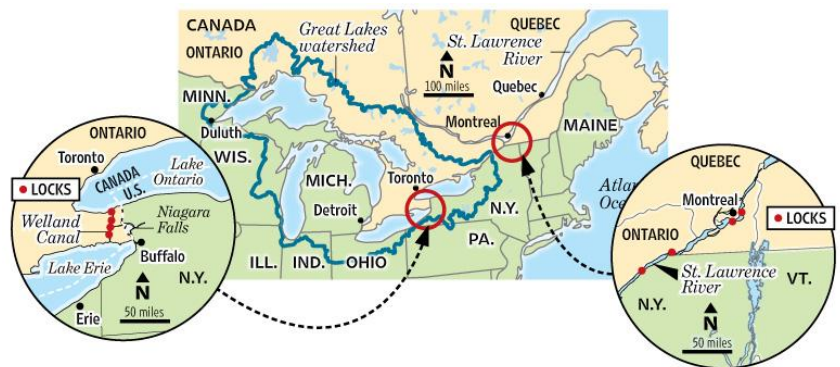 CANADA
ONTARIO
Great Lakes
watershed
QUEBEC
St. Lawrence
River
N
100 miles
Quebec
MINN.
Duluth
Montreal
MAINE
WIS.
MICH.
Toronto
Detroit
N.Y.
PA.
ILL.
IND.
OHIO
ONTARIO
Toronto
Lake
Ontario
CANADA
U.S.
LOCKS
Welland
Canal
Niagara
Falls
Buffalo
Lake Erie
N.Y.
N
50 miles
Erie
QUEBEC
Montreal
LOCKS
ONTARIO
St. Lawrence
River
N.Y.
VT.
N
50 miles